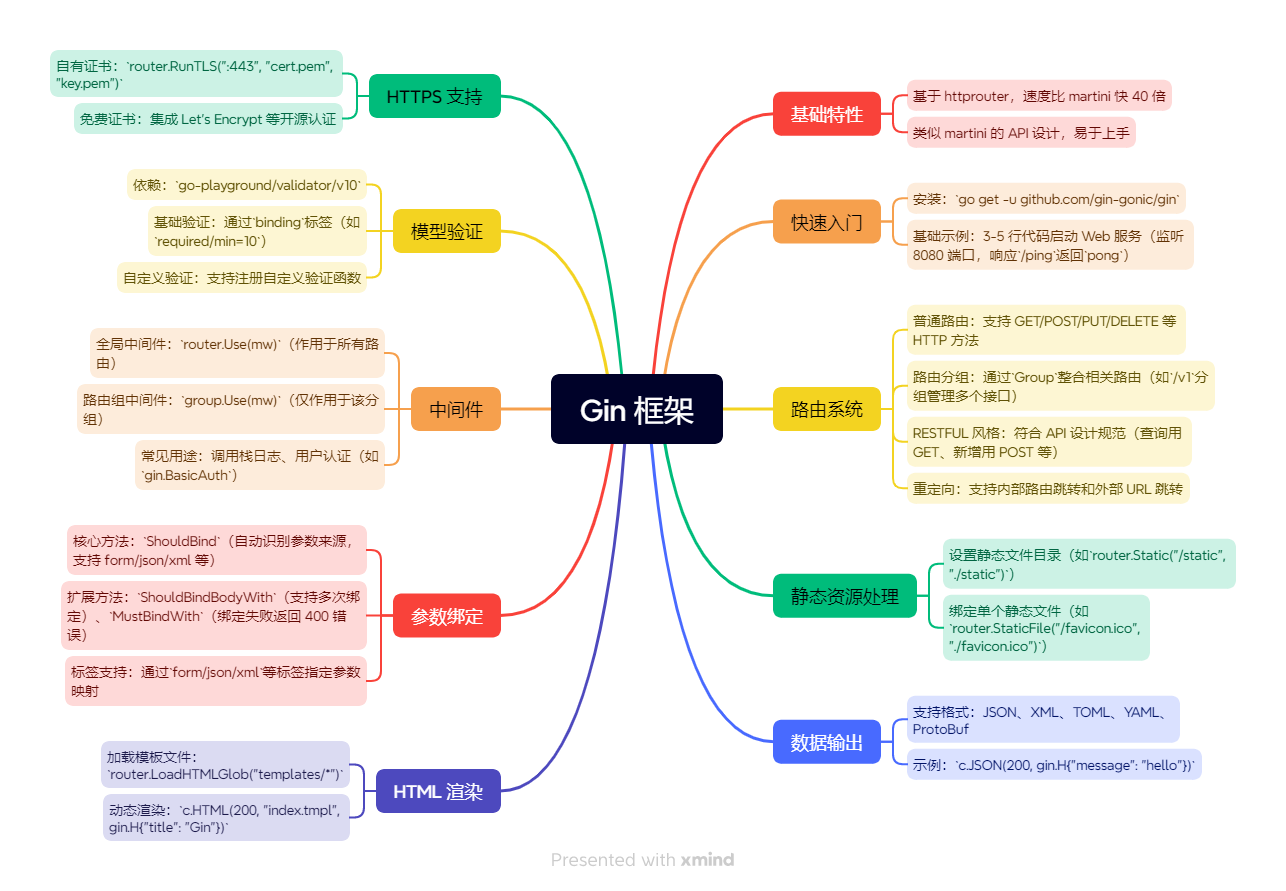 Gin 框架
基础特性
基于 httprouter，速度比 martini 快 40 倍
类似 martini 的 API 设计，易于上手
快速入门
安装：`go get -u github.com/gin-gonic/gin`
基础示例：3-5 行代码启动 Web 服务（监听
8080 端口，响应`/ping`返回`pong`）
路由系统
普通路由：支持 GET/POST/PUT/DELETE 等
HTTP 方法
路由分组：通过`Group`整合相关路由（如`/v1`分
组管理多个接口）
RESTFUL 风格：符合 API 设计规范（查询用
GET、新增用 POST 等）
重定向：支持内部路由跳转和外部 URL 跳转
静态资源处理
设置静态文件目录（如`router.Static("/static",
"./static")`）
绑定单个静态文件（如
`router.StaticFile("/favicon.ico",
"./favicon.ico")`）
数据输出
支持格式：JSON、XML、TOML、YAML、
ProtoBuf
示例：`c.JSON(200, gin.H{"message": "hello"})`
HTTPS 支持
自有证书：`router.RunTLS(":443", "cert.pem",
"key.pem")`
免费证书：集成 Let's Encrypt 等开源认证
模型验证
依赖：`go-playground/validator/v10`
基础验证：通过`binding`标签（如
`required/min=10`）
自定义验证：支持注册自定义验证函数
中间件
全局中间件：`router.Use(mw)`（作用于所有路
由）
路由组中间件：`group.Use(mw)`（仅作用于该分
组）
常见用途：调用栈日志、用户认证（如
`gin.BasicAuth`）
参数绑定
核心方法：`ShouldBind`（自动识别参数来源，
支持 form/json/xml 等）
扩展方法：`ShouldBindBodyWith`（支持多次绑
定）、`MustBindWith`（绑定失败返回 400 错
误）
标签支持：通过`form/json/xml`等标签指定参数
映射
HTML 渲染
加载模板文件：
`router.LoadHTMLGlob("templates/*")`
动态渲染：`c.HTML(200, "index.tmpl",
gin.H{"title": "Gin"})`
Presented with xmind